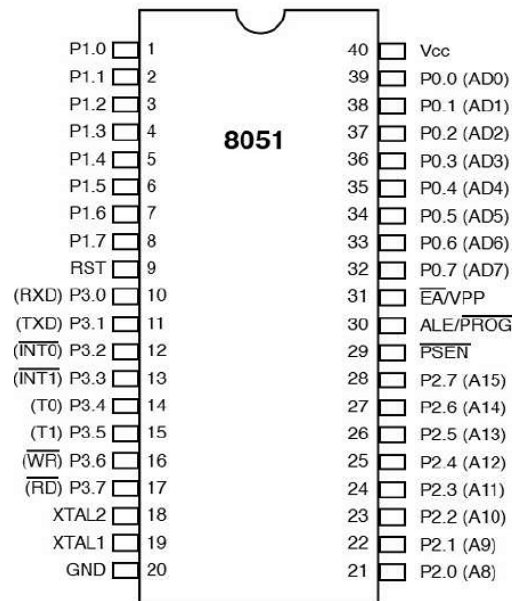 8051
P1.0 1
P1.1 2
P1.2 3
P1.3 4
P1.4 5
P1.5 6
P1.6 7
P1.7 8
RST 9
(RXD) P3.0 10
(TXD) P3.1 11
(INT0) P3.2 12
(INT1) P3.3 13
(T0) P3.4 14
(T1) P3.5 15
(WR) P3.6 16
(RD) P3.7 17
XTAL2 18
XTAL1 19
GND 20
40 Vcc
39 P0.0 (AD0)
38 P0.1 (AD1)
37 P0.2 (AD2)
36 P0.3 (AD3)
35 P0.4 (AD4)
34 P0.5 (AD5)
33 P0.6 (AD6)
32 P0.7 (AD7)
31 EA/VPP
30 ALE/PROG
29 PSEN
28 P2.7 (A15)
27 P2.6 (A14)
26 P2.5 (A13)
25 P2.4 (A12)
24 P2.3 (A11)
23 P2.2 (A10)
22 P2.1 (A9)
21 P2.0 (A8)